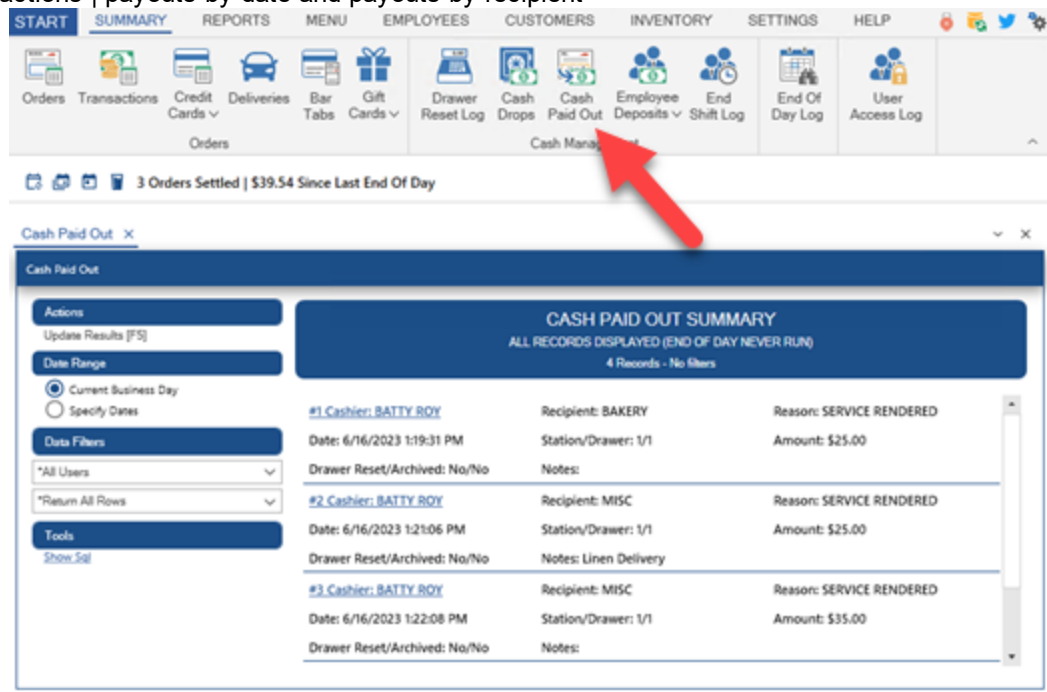 actions | payouts by date and payouts by recipient
START SUMMARY REPORTS MENU EMPLOYEES CUSTOMERS INVENTORY SETTINGS HELP
Orders Transactions Credit Cards Deliveries Bar Tabs Gift Cards Drawer Reset Log Cash Drops Cash Paid Out Employee Deposits End Shift Log End Of Day Log User Access Log
Orders Cash
3 Orders Settled | $39.54 Since Last End Of Day
Cash Paid Out
Cash Paid Out
Actions
Update Results [F5]
Date Range
Current Business Day
Specify Dates
Data Filters
*All Users
*Return All Rows
Tools
Show Sql
CASH PAID OUT SUMMARY
ALL RECORDS DISPLAYED (END OF DAY NEVER RUN)
4 Records - No filters
#1 Cashier: BATTY ROY Recipient: BAKERY Reason: SERVICE RENDERED
Date: 6/16/2023 1:19:31 PM Station/Drawer: 1/1 Amount: $25.00
Drawer Reset/Archived: No/No Notes:
#2 Cashier: BATTY ROY Recipient: MISC Reason: SERVICE RENDERED
Date: 6/16/2023 1:21:06 PM Station/Drawer: 1/1 Amount: $25.00
Drawer Reset/Archived: No/No Notes: Linen Delivery
#3 Cashier: BATTY ROY Recipient: MISC Reason: SERVICE RENDERED
Date: 6/16/2023 1:22:08 PM Station/Drawer: 1/1 Amount: $35.00
Drawer Reset/Archived: No/No Notes: